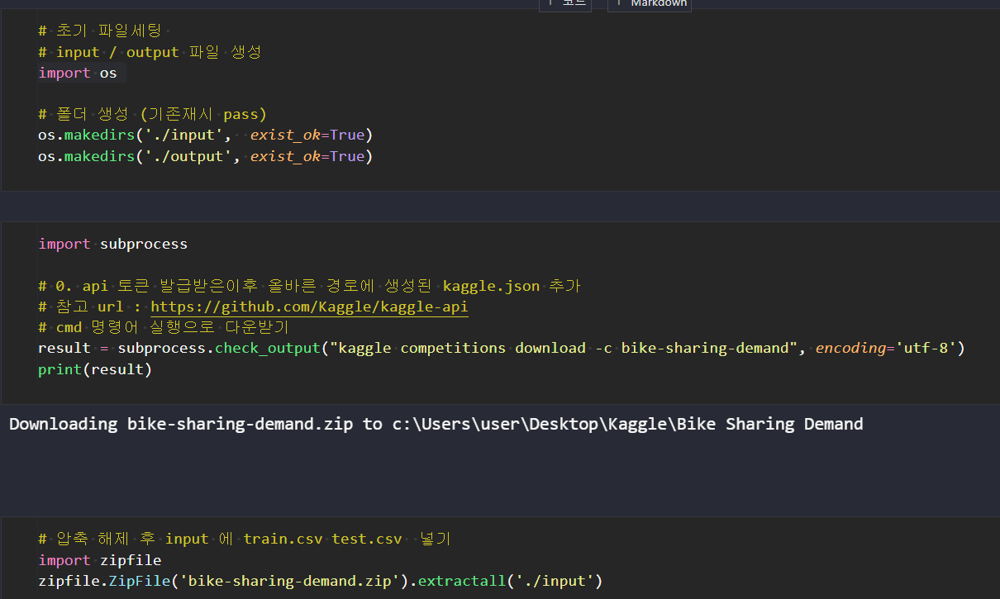 코드
Markdown
# 초기 파일세팅
# input / output 파일 생성
import os
# 폴더 생성 (기존재시 pass)
os.makedirs('./input',  exist_ok=True)
os.makedirs('./output', exist_ok=True)
import subprocess
# 0. api 토큰 발급받은이후 올바른 경로에 생성된 kaggle.json 추가
# 참고 url : https://github.com/Kaggle/kaggle-api
# cmd 명령어 실행으로 다운받기
result = subprocess.check_output("kaggle competitions download -c bike-sharing-demand", encoding='utf-8')
print(result)
Downloading bike-sharing-demand.zip to c:\Users\user\Desktop\Kaggle\Bike Sharing Demand
# 압축 해제 후 input 에 train.csv test.csv  넣기
import zipfile
zipfile.ZipFile('bike-sharing-demand.zip').extractall('./input')